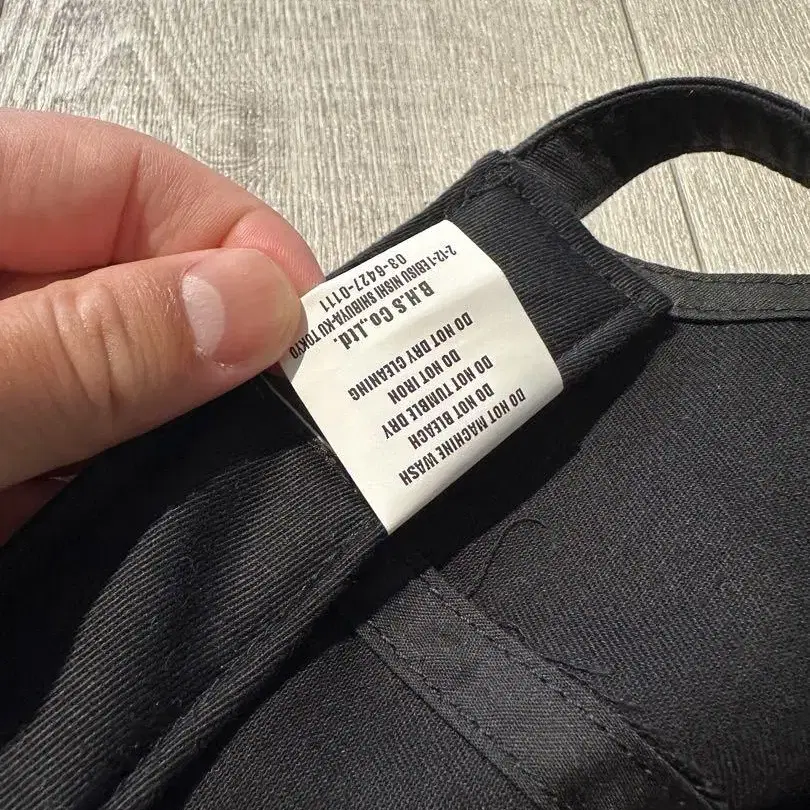 DO NOT MACHINE WASH
DO NOT BLEACH
DO NOT TUMBLE DRY
DO NOT IRON
DO NOT DRY CLEANING
B.H.S Co.,Ltd.
2-12-1 EBISU NISHI SHIBUYA-KU TOKYO
03-6427-0111